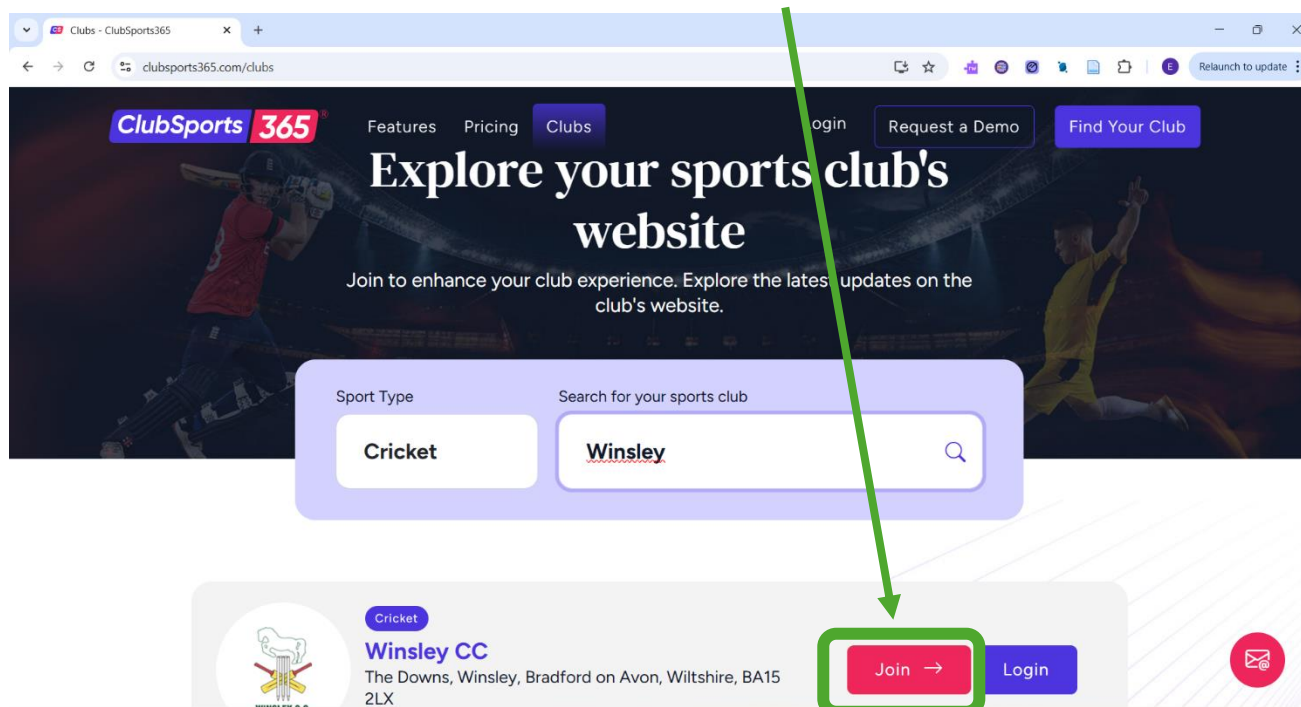 Clubs - ClubSports365
clubsports365.com/clubs
E
Relaunch to update
ClubSports 365®
Features Pricing Clubs ogin Request a Demo Find Your Club
Explore your sports club's
website
Join to enhance your club experience. Explore the latest updates on the
club's website.
Sport Type
Search for your sports club
Cricket
Winsley
Cricket
Winsley CC
The Downs, Winsley, Bradford on Avon, Wiltshire, BA15
2LX
Join → Login